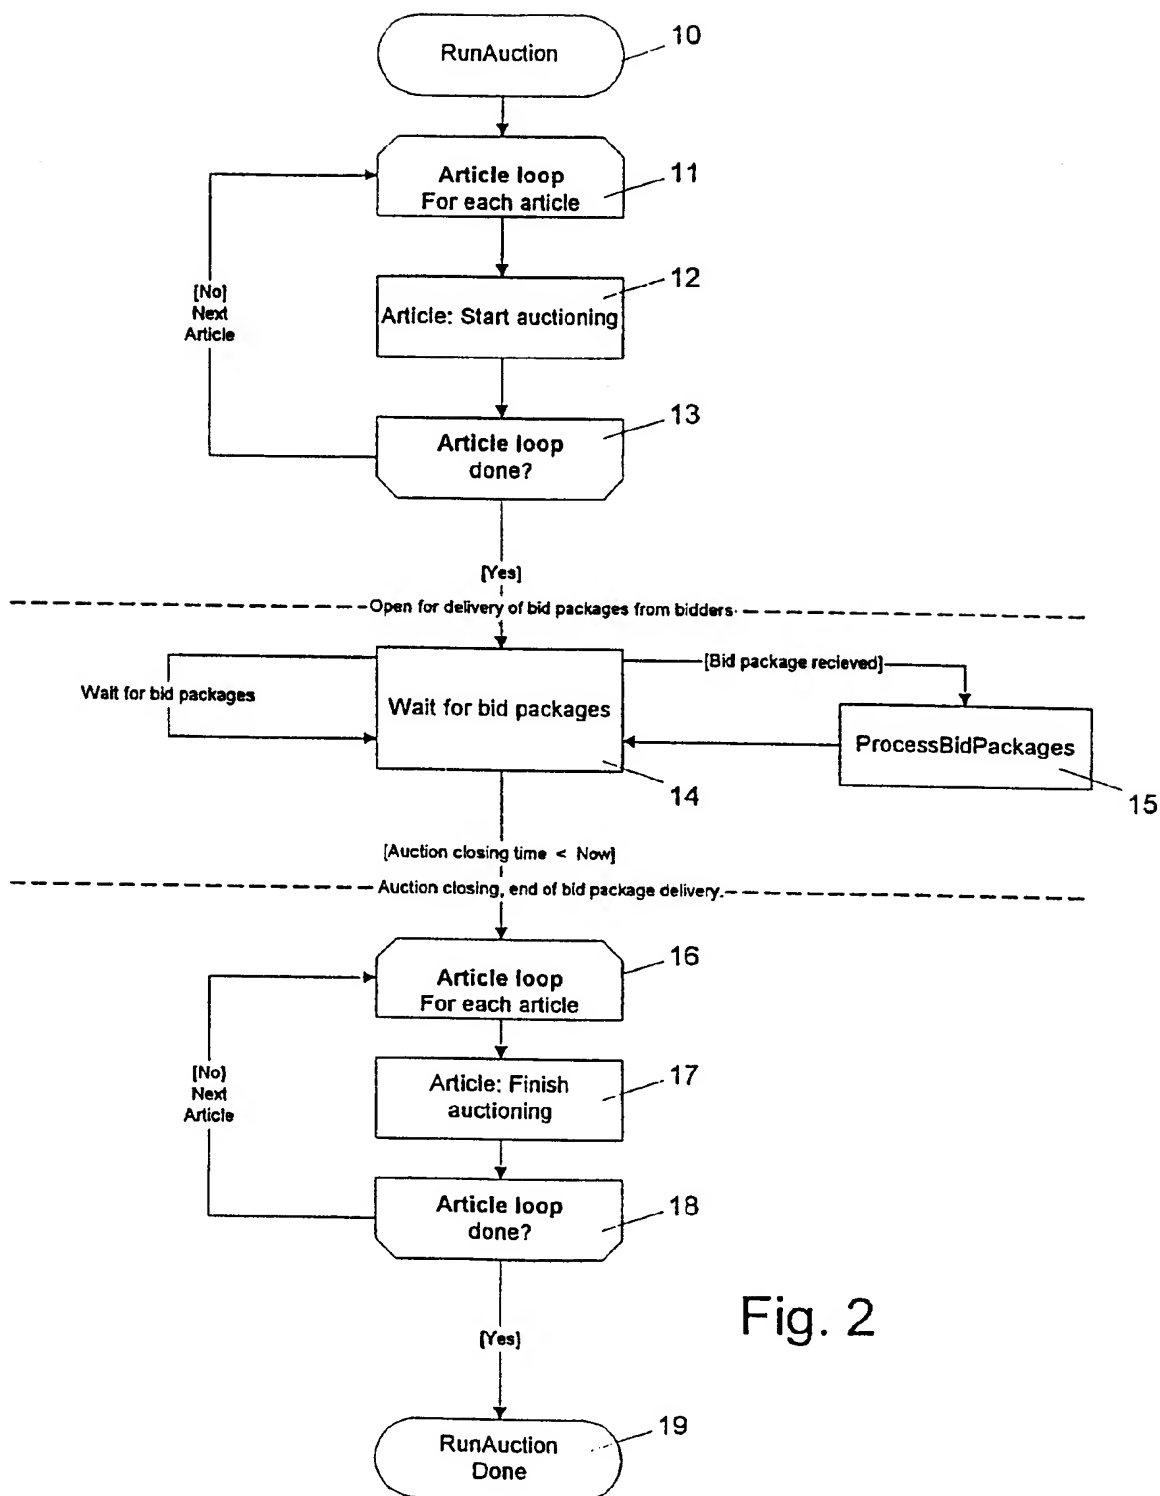 RunAuction
10
Article loop
For each article
11
[No]
Next
Article
Article: Start auctioning
12
Article loop
done?
13
[Yes]
Open for delivery of bid packages from bidders
Wait for bid packages
Wait for bid packages
14
[Bid package recieved]
ProcessBidPackages
15
[Auction closing time < Now]
Auction closing, end of bid package delivery.
Article loop
For each article
16
[No]
Next
Article
Article: Finish
auctioning
17
Article loop
done?
18
[Yes]
Fig. 2
RunAuction
Done
19